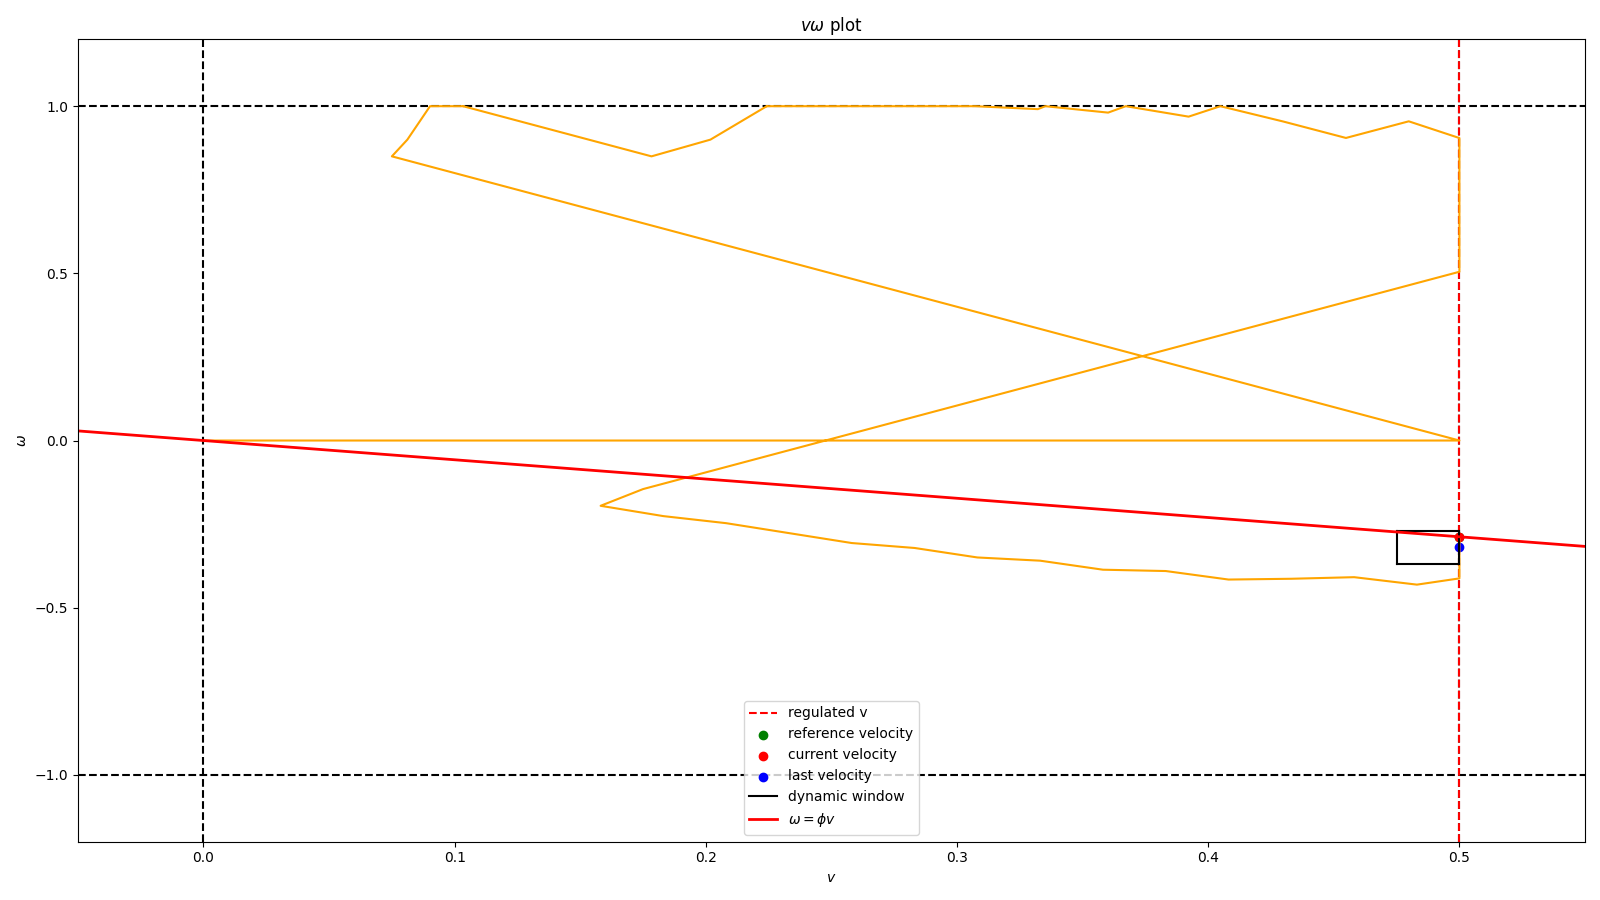 vω plot
1.0
0.5
0.0
−0.5
−1.0
ω
regulated v
reference velocity
current velocity
last velocity
dynamic window
ω = ϕv
0.0 0.1 0.2 0.3 0.4 0.5
v